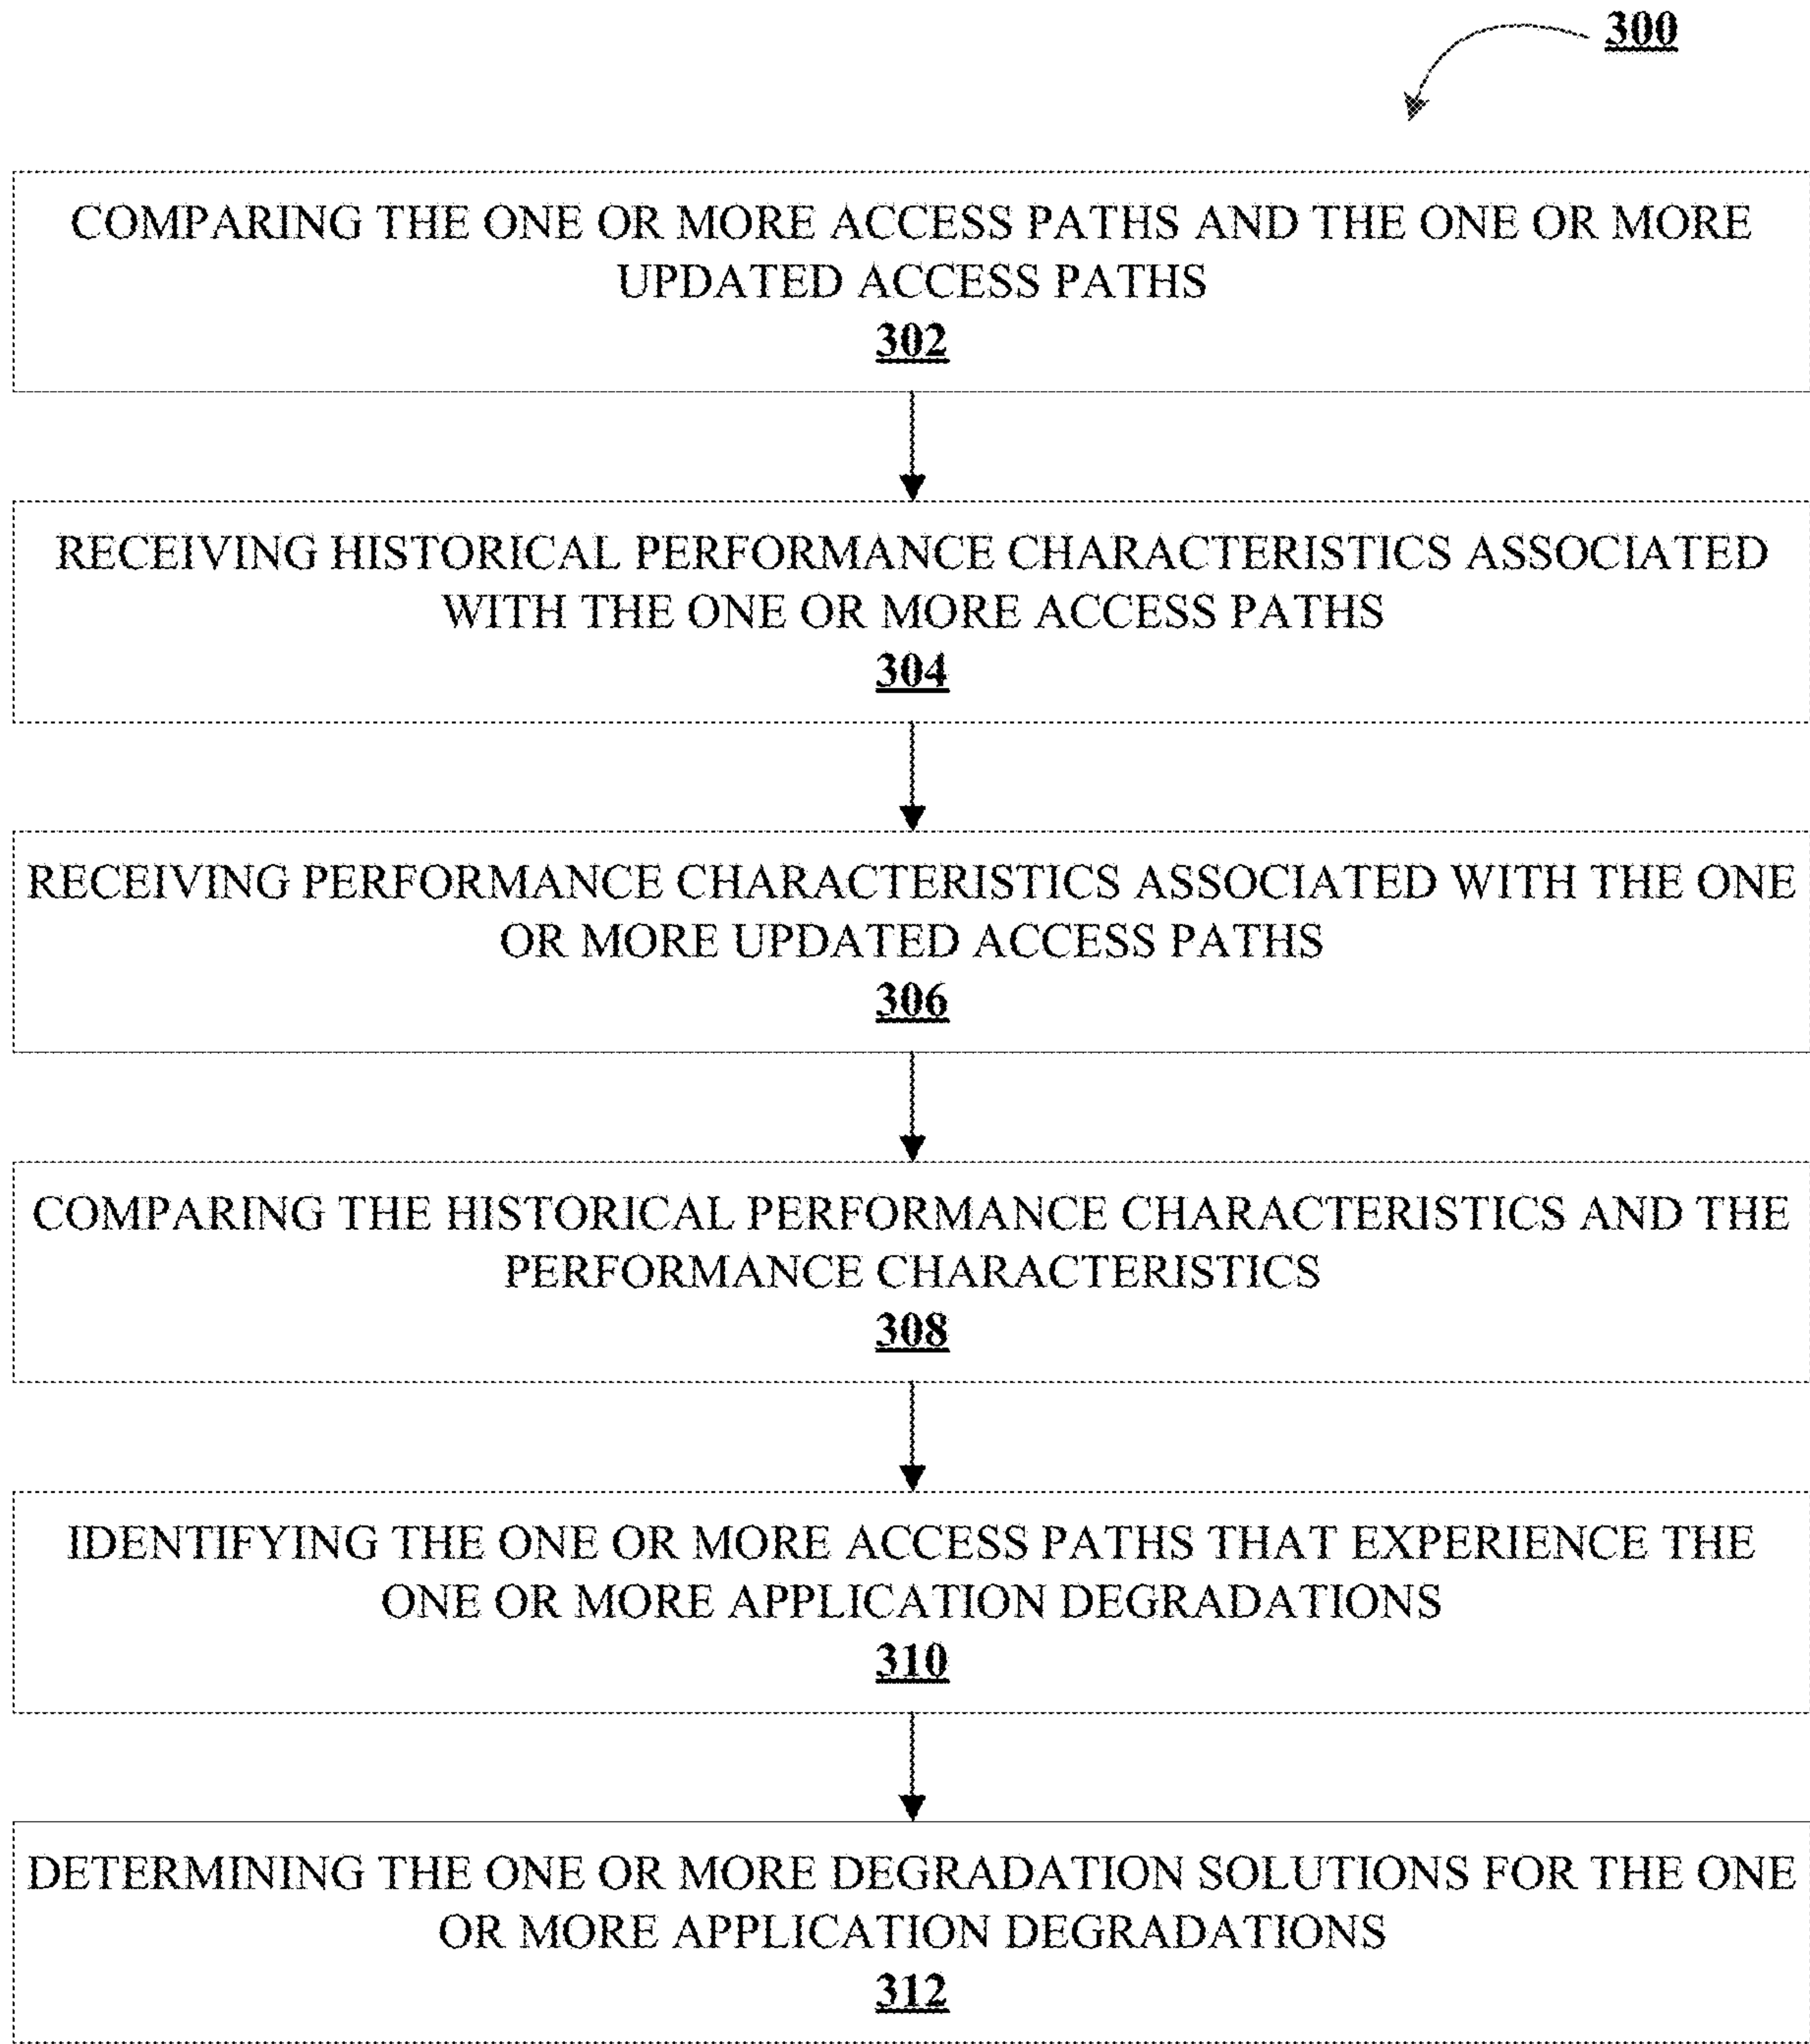 300
COMPARING THE ONE OR MORE ACCESS PATHS AND THE ONE OR MORE
UPDATED ACCESS PATHS
302
RECEIVING HISTORICAL PERFORMANCE CHARACTERISTICS ASSOCIATED
WITH THE ONE OR MORE ACCESS PATHS
304
RECEIVING PERFORMANCE CHARACTERISTICS ASSOCIATED WITH THE ONE
OR MORE UPDATED ACCESS PATHS
306
COMPARING THE HISTORICAL PERFORMANCE CHARACTERISTICS AND THE
PERFORMANCE CHARACTERISTICS
308
IDENTIFYING THE ONE OR MORE ACCESS PATHS THAT EXPERIENCE THE
ONE OR MORE APPLICATION DEGRADATIONS
310
DETERMINING THE ONE OR MORE DEGRADATION SOLUTIONS FOR THE ONE
OR MORE APPLICATION DEGRADATIONS
312